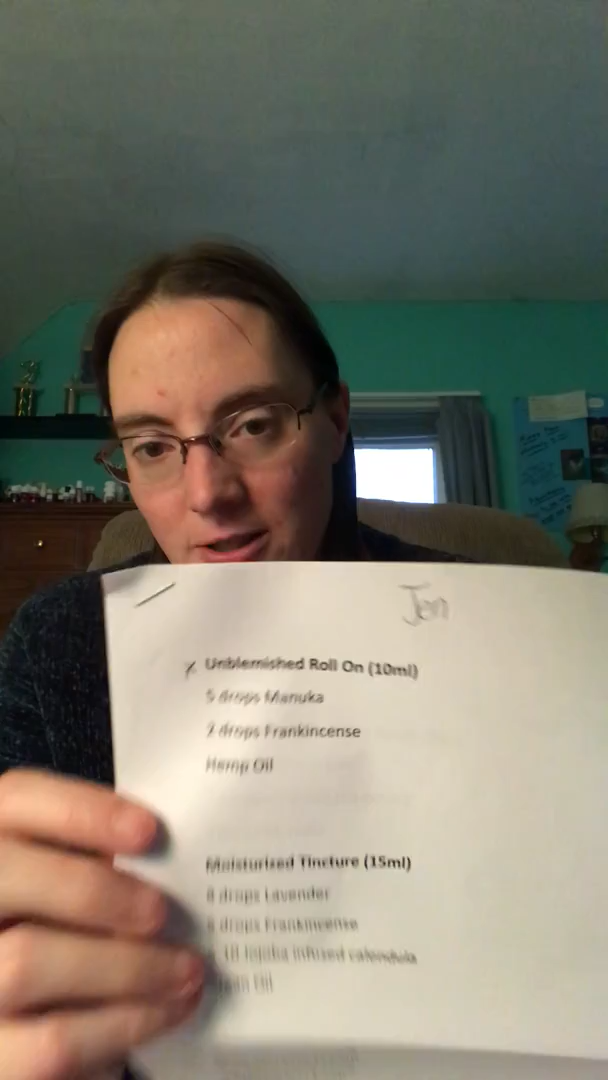 Jen
x Unblemished Roll On (10ml)
5 drops Manuka
2 drops Frankincense
Hemp Oil
Moisturized Tincture (15ml)
8 drops Lavender
drops Frankincense
Jojoba infused calendula
Oil